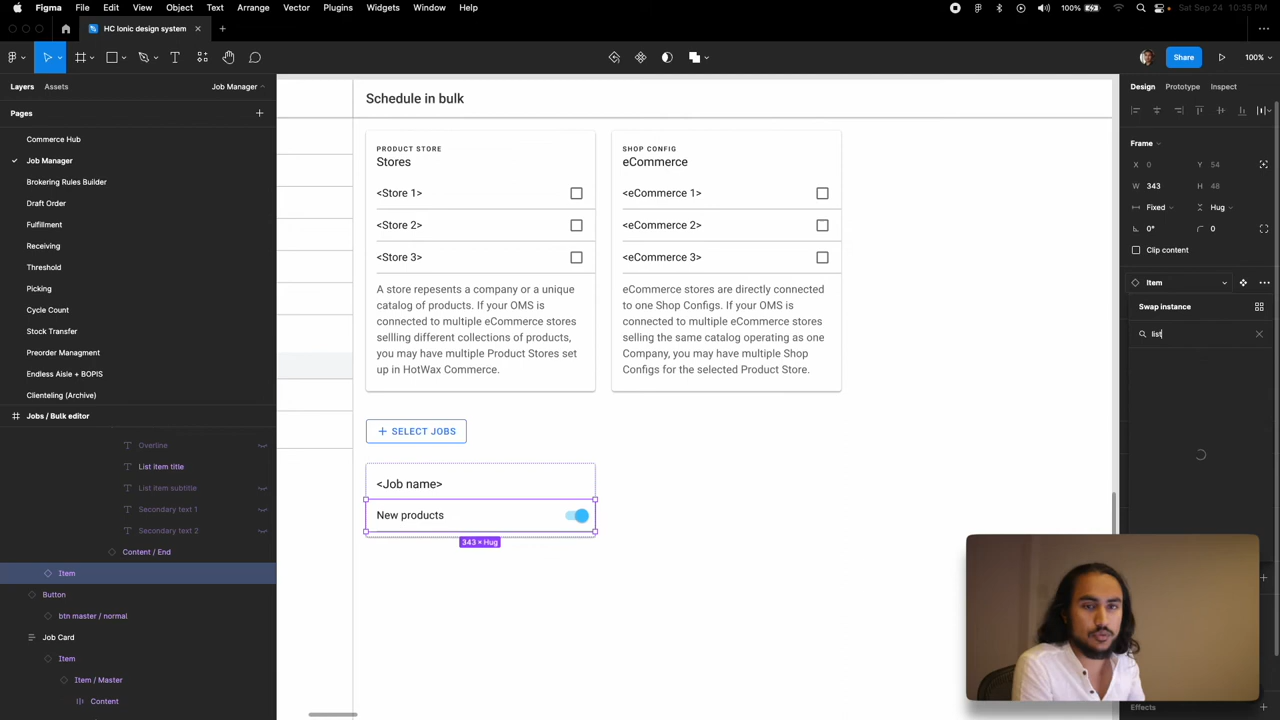 Figma File Edit View Object Text Arrange Vector Plugins Widgets Window Help
100% Sat Sep 24 10:35 PM
HC Ionic design system
Share
100%
Layers Assets Job Manager
Pages
Commerce Hub
Job Manager
Brokering Rules Builder
Draft Order
Fulfillment
Receiving
Threshold
Picking
Cycle Count
Stock Transfer
Preorder Managment
Endless Aisle + BOPIS
Clienteling (Archive)
Jobs / Bulk editor
Overline
List item title
List item subtitle
Secondary text 1
Secondary text 2
Content / End
Item
Button
btn master / normal
Job Card
Item
Item / Master
Content
Schedule in bulk
PRODUCT STORE
Stores
<Store 1>
<Store 2>
<Store 3>
A store repesents a company or a unique
catalog of products. If your OMS is
connected to multiple eCommerce stores
sellling different collections of products,
you may have multiple Product Stores set
up in HotWax Commerce.
SHOP CONFIG
eCommerce
<eCommerce 1>
<eCommerce 2>
<eCommerce 3>
eCommerce stores are directly connected
to one Shop Configs. If your OMS is
connected to multiple eCommerce stores
selling the same catalog operating as one
Company, you may have multiple Shop
Configs for the selected Product Store.
+ SELECT JOBS
<Job name>
New products
343 × Hug
Design Prototype Inspect
Frame
X 0 Y 54
W 343 H 48
Fixed Hug
0° 0
Clip content
Item
Swap instance
list
Effects